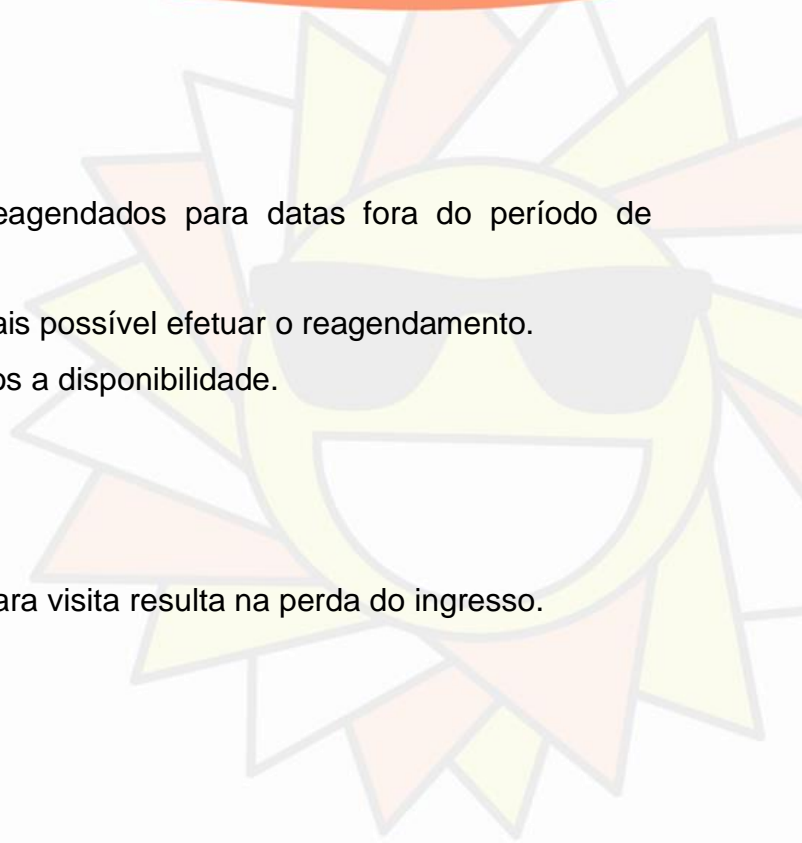 eagendados para datas fora do período de
ais possível efetuar o reagendamento.
os a disponibilidade.
ara visita resulta na perda do ingresso.